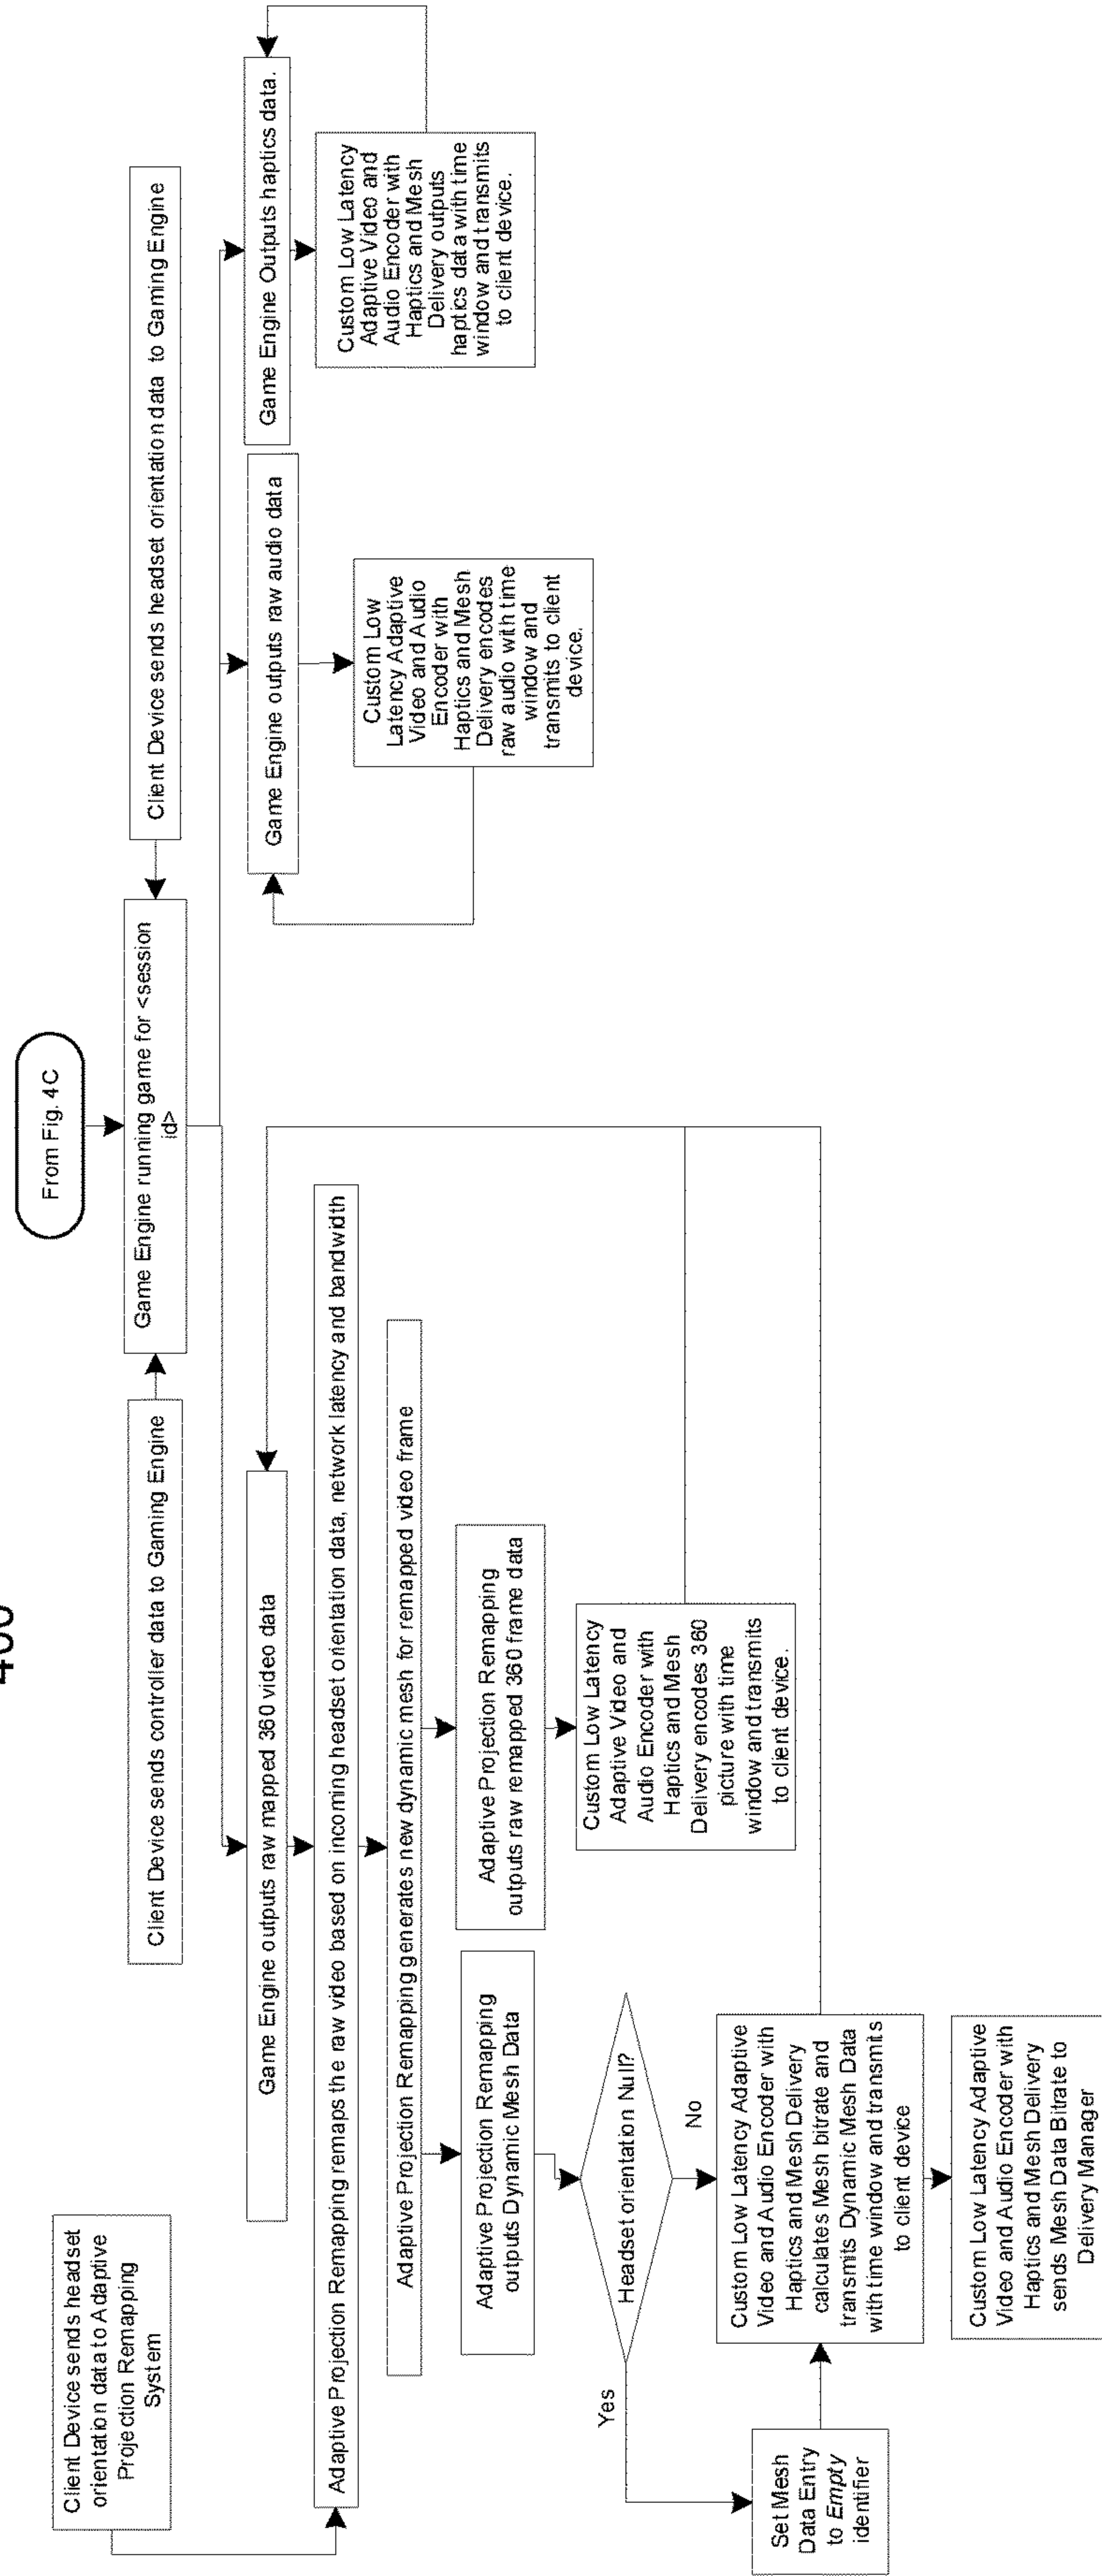 From Fig. 4C
Client Device sends headset
orientation data to Adaptive
Projection Remapping
System
Client Device sends controller data to Gaming Engine
Game Engine running game for <session
id>
Client Device sends headset orientation data to Gaming Engine
Game Engine outputs raw mapped 360 video data
Game Engine outputs raw audio data
Game Engine Outputs haptics data.
Adaptive Projection Remapping remaps the raw video based on incoming headset orientation data, network latency and bandwidth
Adaptive Projection Remapping generates new dynamic mesh for remapped video frame
Adaptive Projection Remapping
outputs Dynamic Mesh Data
Adaptive Projection Remapping
outputs raw remapped 360 frame data
Custom Low
Latency Adaptive
Video and Audio
Encoder with
Haptics and Mesh
Delivery encodes
raw audio with time
window and
transmits to client
device.
Custom Low Latency
Adaptive Video and
Audio Encoder with
Haptics and Mesh
Delivery outputs
haptics data with time
window and transmits
to client device.
Headset orientation Null?
Yes
No
Custom Low Latency
Adaptive Video and
Audio Encoder with
Haptics and Mesh
Delivery encodes 360
picture with time
window and transmits
to client device.
Set Mesh
Data Entry
to Empty
identifier
Custom Low Latency Adaptive
Video and Audio Encoder with
Haptics and Mesh Delivery
calculates Mesh bitrate and
transmits Dynamic Mesh Data
with time window and transmits
to client device
Custom Low Latency Adaptive
Video and Audio Encoder with
Haptics and Mesh Delivery
sends Mesh Data Bitrate to
Delivery Manager